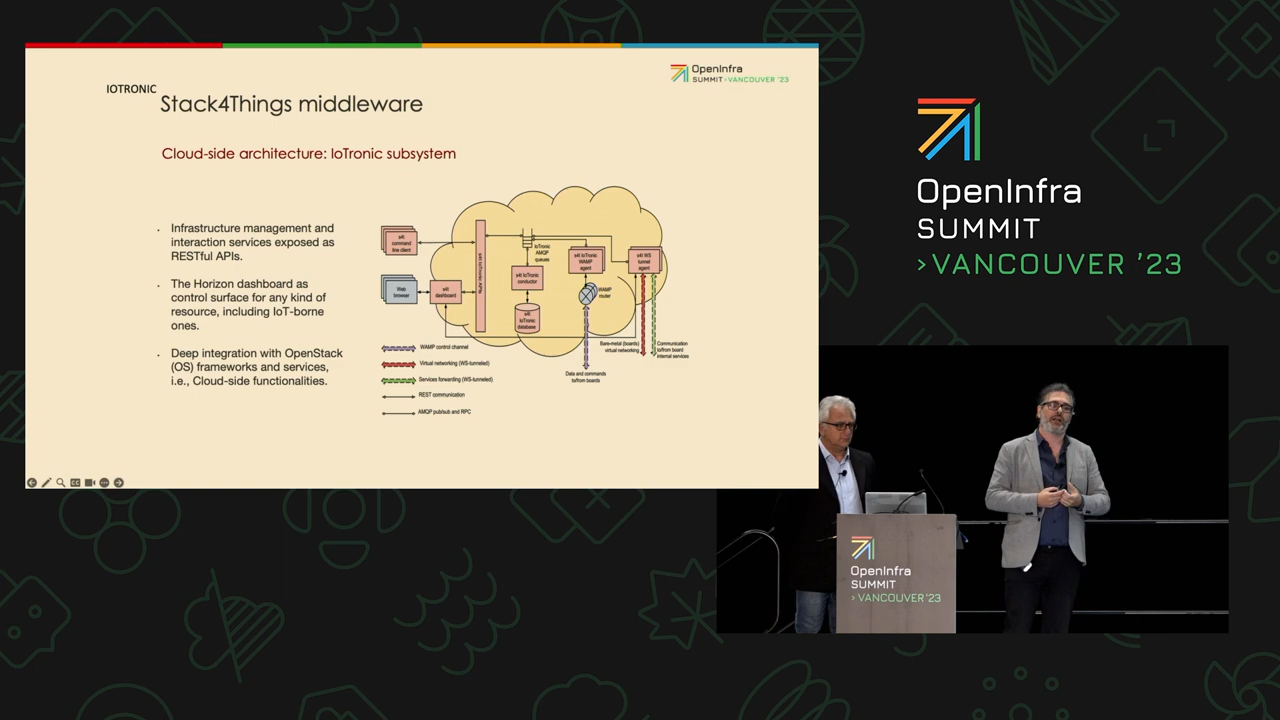 IOTRONIC
Stack4Things middleware
OpenInfra
SUMMIT >VANCOUVER '23
Cloud-side architecture: IoTronic subsystem
. Infrastructure management and
interaction services exposed as
RESTful APIs.
. The Horizon dashboard as
control surface for any kind of
resource, including IoT-borne
ones.
. Deep integration with OpenStack
(OS) frameworks and services,
i.e., Cloud-side functionalities.
s4t
command
line client
Web
browser
s4t
dashboard
s4t IoTronic APIs
IoTronic
AMQP
queues
s4t IoTronic
conductor
s4t
IoTronic
database
s4t IoTronic
WAMP
agent
WAMP
router
s4t WS
tunnel
agent
Bare-metal (boards)
virtual networking
Communication
to/from board
internal services
Data and commands
to/from boards
WAMP control channel
Virtual networking (WS-tunneled)
Services forwarding (WS-tunneled)
REST communication
AMQP pub/sub and RPC
CC
OpenInfra
SUMMIT
>VANCOUVER '23
OpenInfra
SUMMIT
>VANCOUVER '23